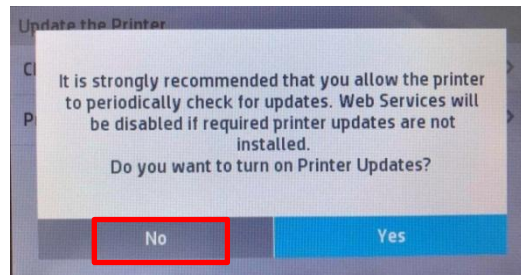 Update the Printer
It is strongly recommended that you allow the printer
to periodically check for updates. Web Services will
be disabled if required printer updates are not
installed.
Do you want to turn on Printer Updates?
No
Yes